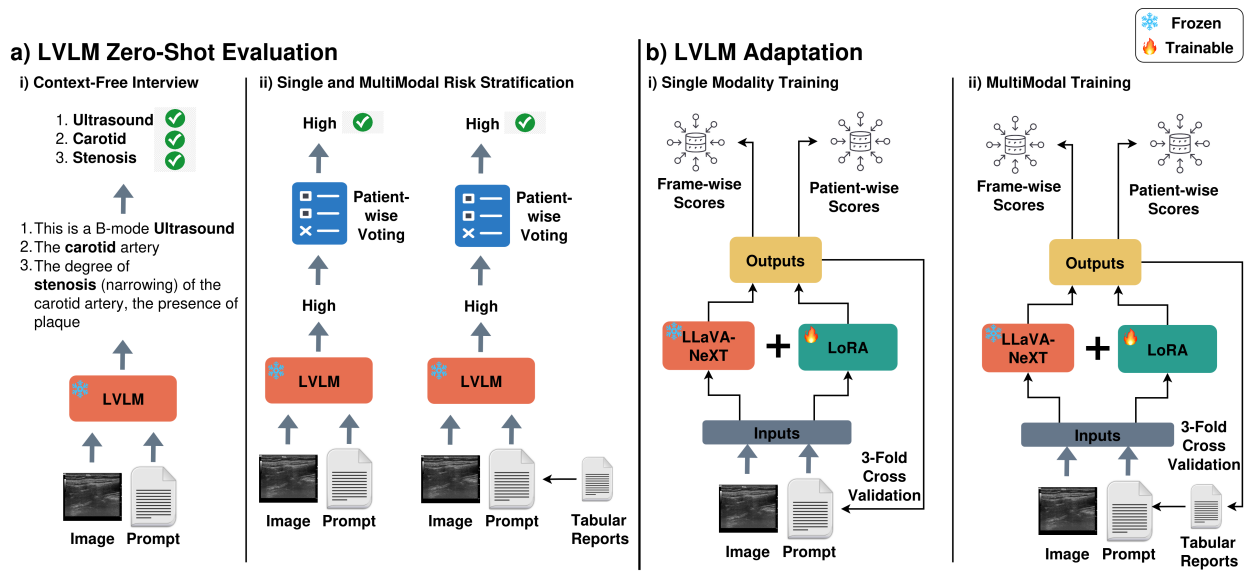 Frozen
Trainable
a) LVLM Zero-Shot Evaluation
i) Context-Free Interview
1. Ultrasound
2. Carotid
3. Stenosis
1. This is a B-mode Ultrasound
2. The carotid artery
3. The degree of
stenosis (narrowing) of the
carotid artery, the presence of
plaque
LVLM
Image
Prompt
ii) Single and MultiModal Risk Stratification
High
Patient-
wise
Voting
High
LVLM
Image
Prompt
High
Patient-
wise
Voting
High
LVLM
Image
Prompt
Tabular
Reports
b) LVLM Adaptation
i) Single Modality Training
Frame-wise
Scores
Patient-wise
Scores
Outputs
LLaVA-
NeXT
+
LoRA
Inputs
3-Fold
Cross
Validation
Image
Prompt
ii) MultiModal Training
Frame-wise
Scores
Patient-wise
Scores
Outputs
LLaVA-
NeXT
+
LoRA
Inputs
3-Fold
Cross
Validation
Image
Prompt
Tabular
Reports